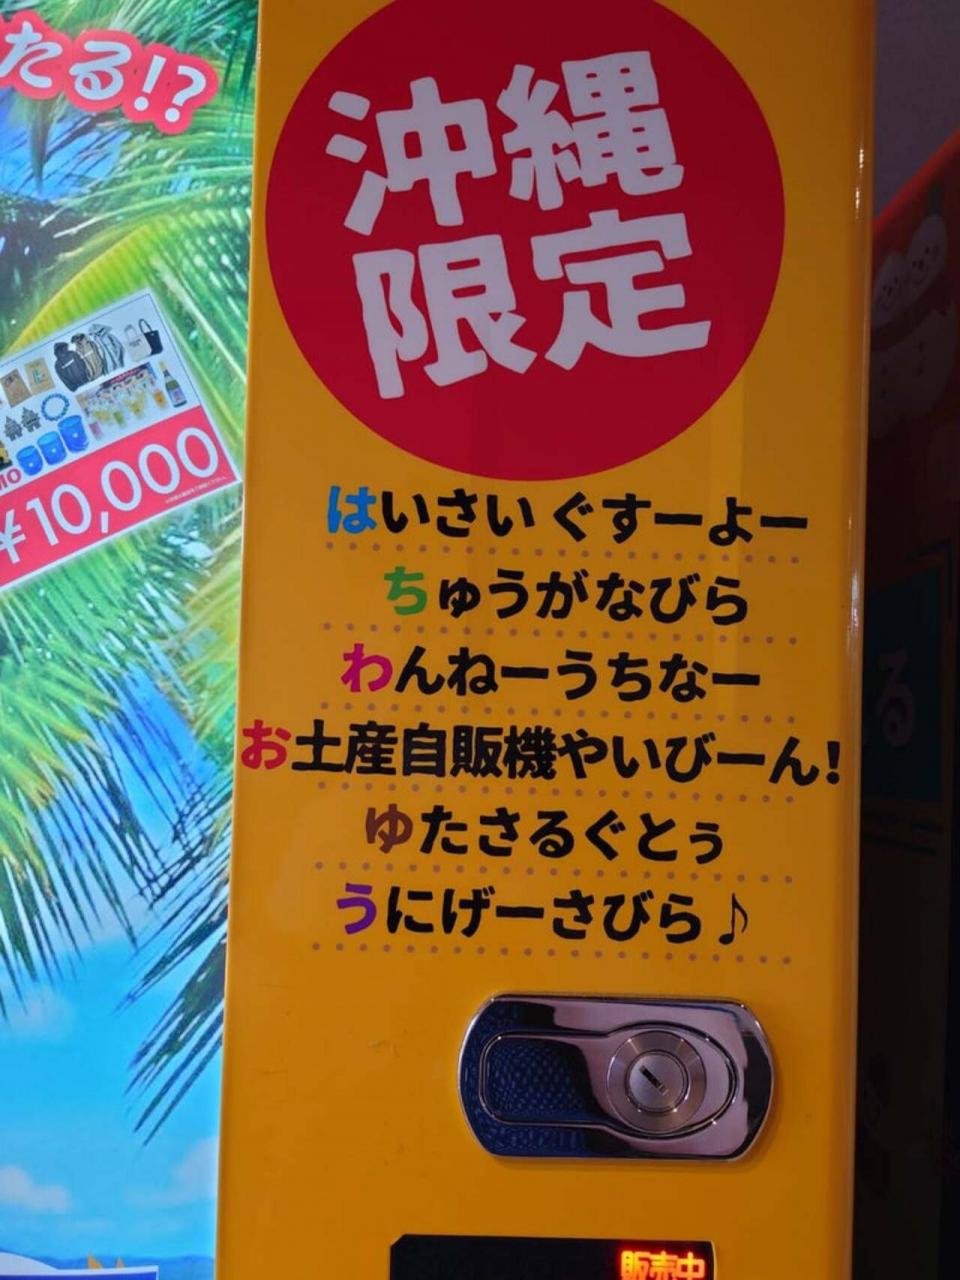 たる!?
¥10,000
沖縄
限定
はいさい ぐすーよー
ちゅうがなびら
わんねーうちなー
お土産自販機やいびーん!
ゆたさるぐとぅ
うにげーさびら♪
販売中